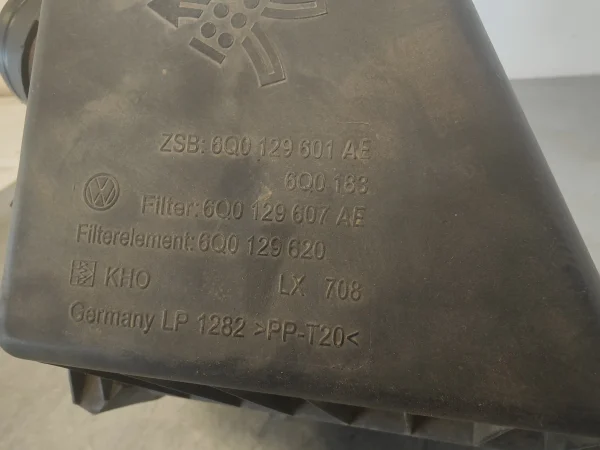 ZSB: 6Q0 129 601 AE
6Q0 183
Filter: 6Q0 129 607 AE
Filterelement: 6Q0 129 620
KHO LX 708
Germany LP 1282 >PP-T20<